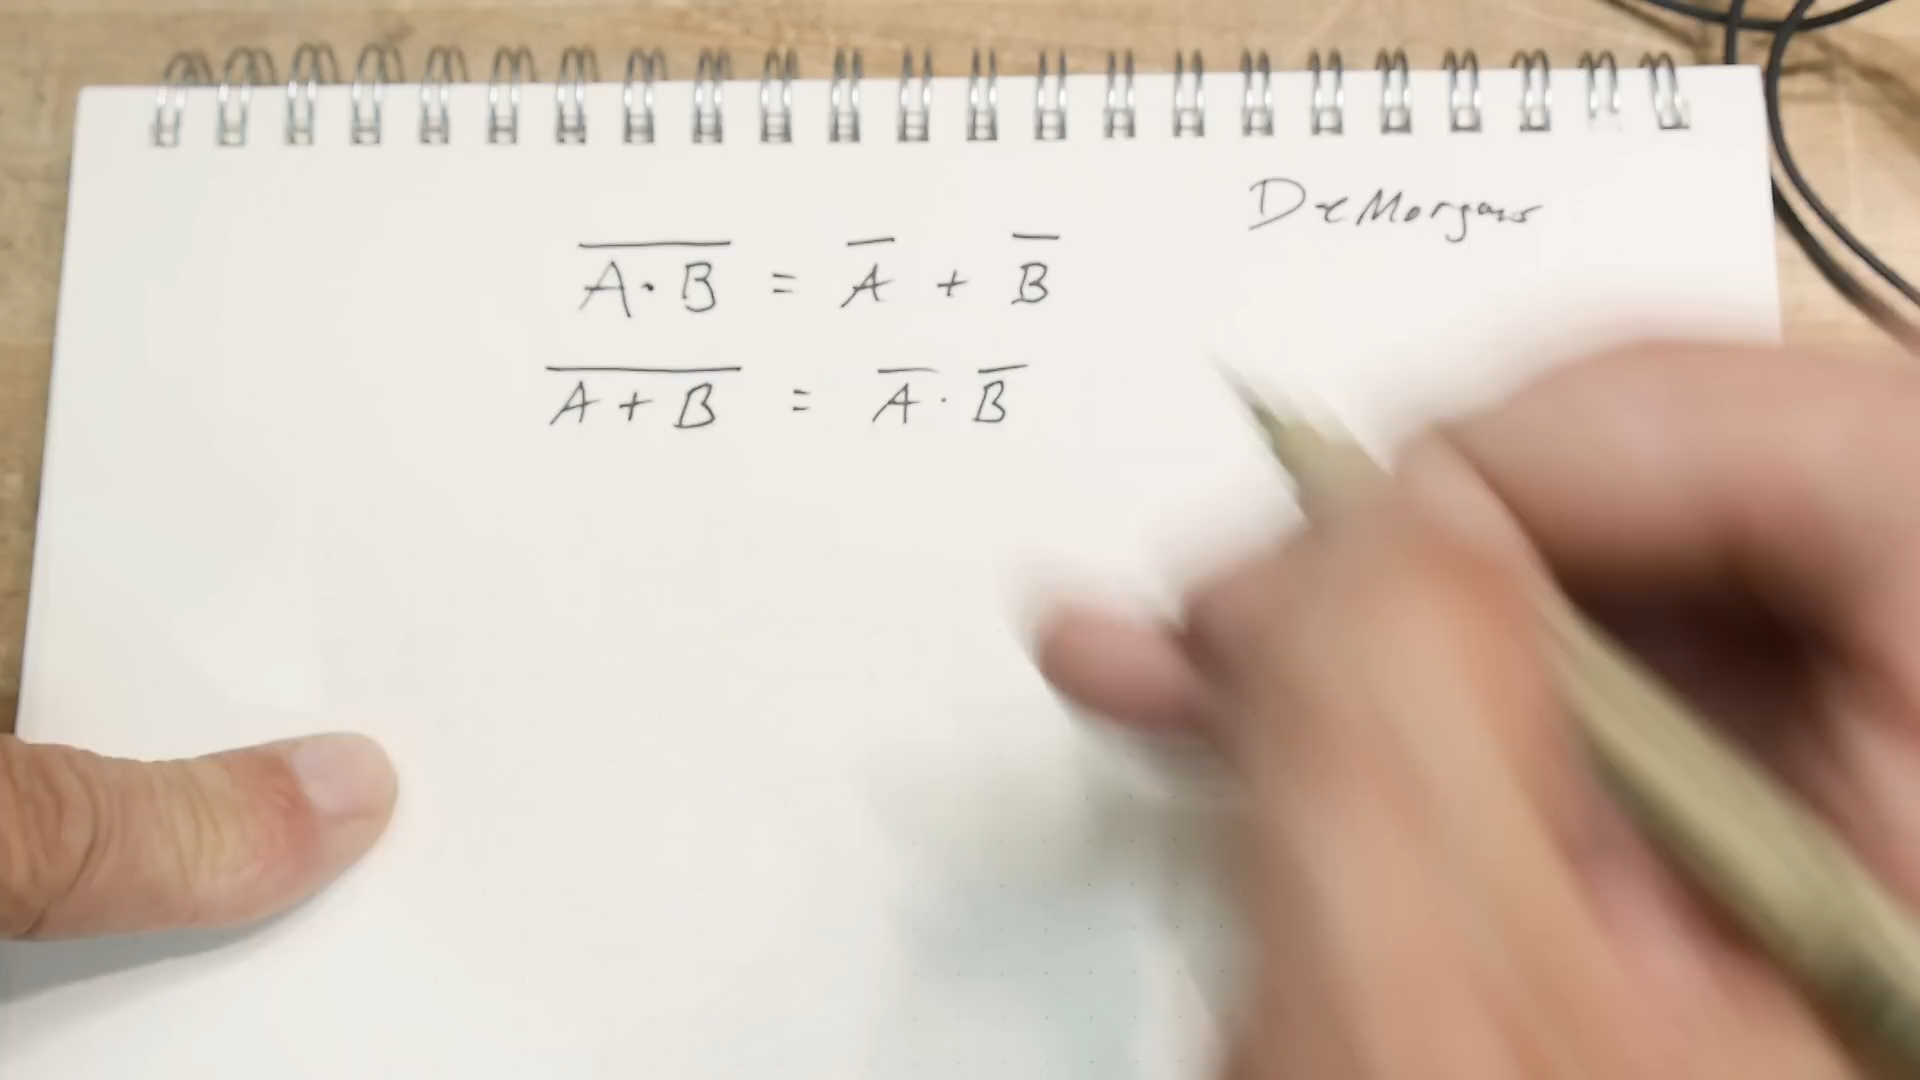 DeMorgans
A̅ ̅·̅ ̅B̅ = A̅ + B̅
A̅ ̅+̅ ̅B̅ = A̅ · B̅